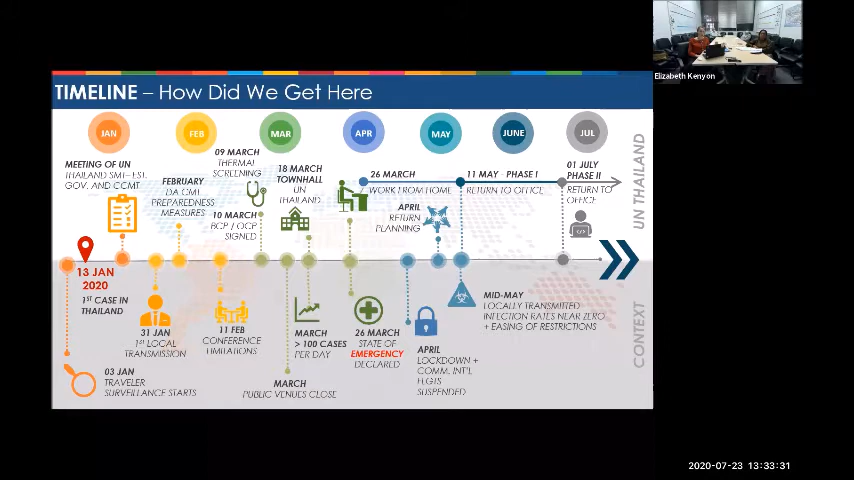 Elizabeth Kenyon
TIMELINE – How Did We Get Here
JAN
FEB
MAR
APR
MAY
JUNE
JUL
MEETING OF UN
THAILAND SMT– EST.
GOV. AND CCMT
FEBRUARY
DA CMT
PREPAREDNESS
MEASURES
09 MARCH
THERMAL
SCREENING
10 MARCH
BCP / OCP
SIGNED
18 MARCH
TOWNHALL
UN
THAILAND
26 MARCH
WORK FROM HOME
APRIL
RETURN
PLANNING
11 MAY - PHASE I
RETURN TO OFFICE
01 JULY
PHASE II
RETURN TO
OFFICE
UN THAILAND
13 JAN
2020
1ST CASE IN
THAILAND
03 JAN
TRAVELER
SURVEILLANCE STARTS
31 JAN
1ST LOCAL
TRANSMISSION
11 FEB
CONFERENCE
LIMITATIONS
MARCH
PUBLIC VENUES CLOSE
MARCH
> 100 CASES
PER DAY
26 MARCH
STATE OF
EMERGENCY
DECLARED
APRIL
LOCKDOWN +
COMM. INT'L
FLGTS
SUSPENDED
MID-MAY
LOCALLY TRANSMITTED
INFECTION RATES NEAR ZERO
+ EASING OF RESTRICTIONS
CONTEXT
2020-07-23 13:33:31